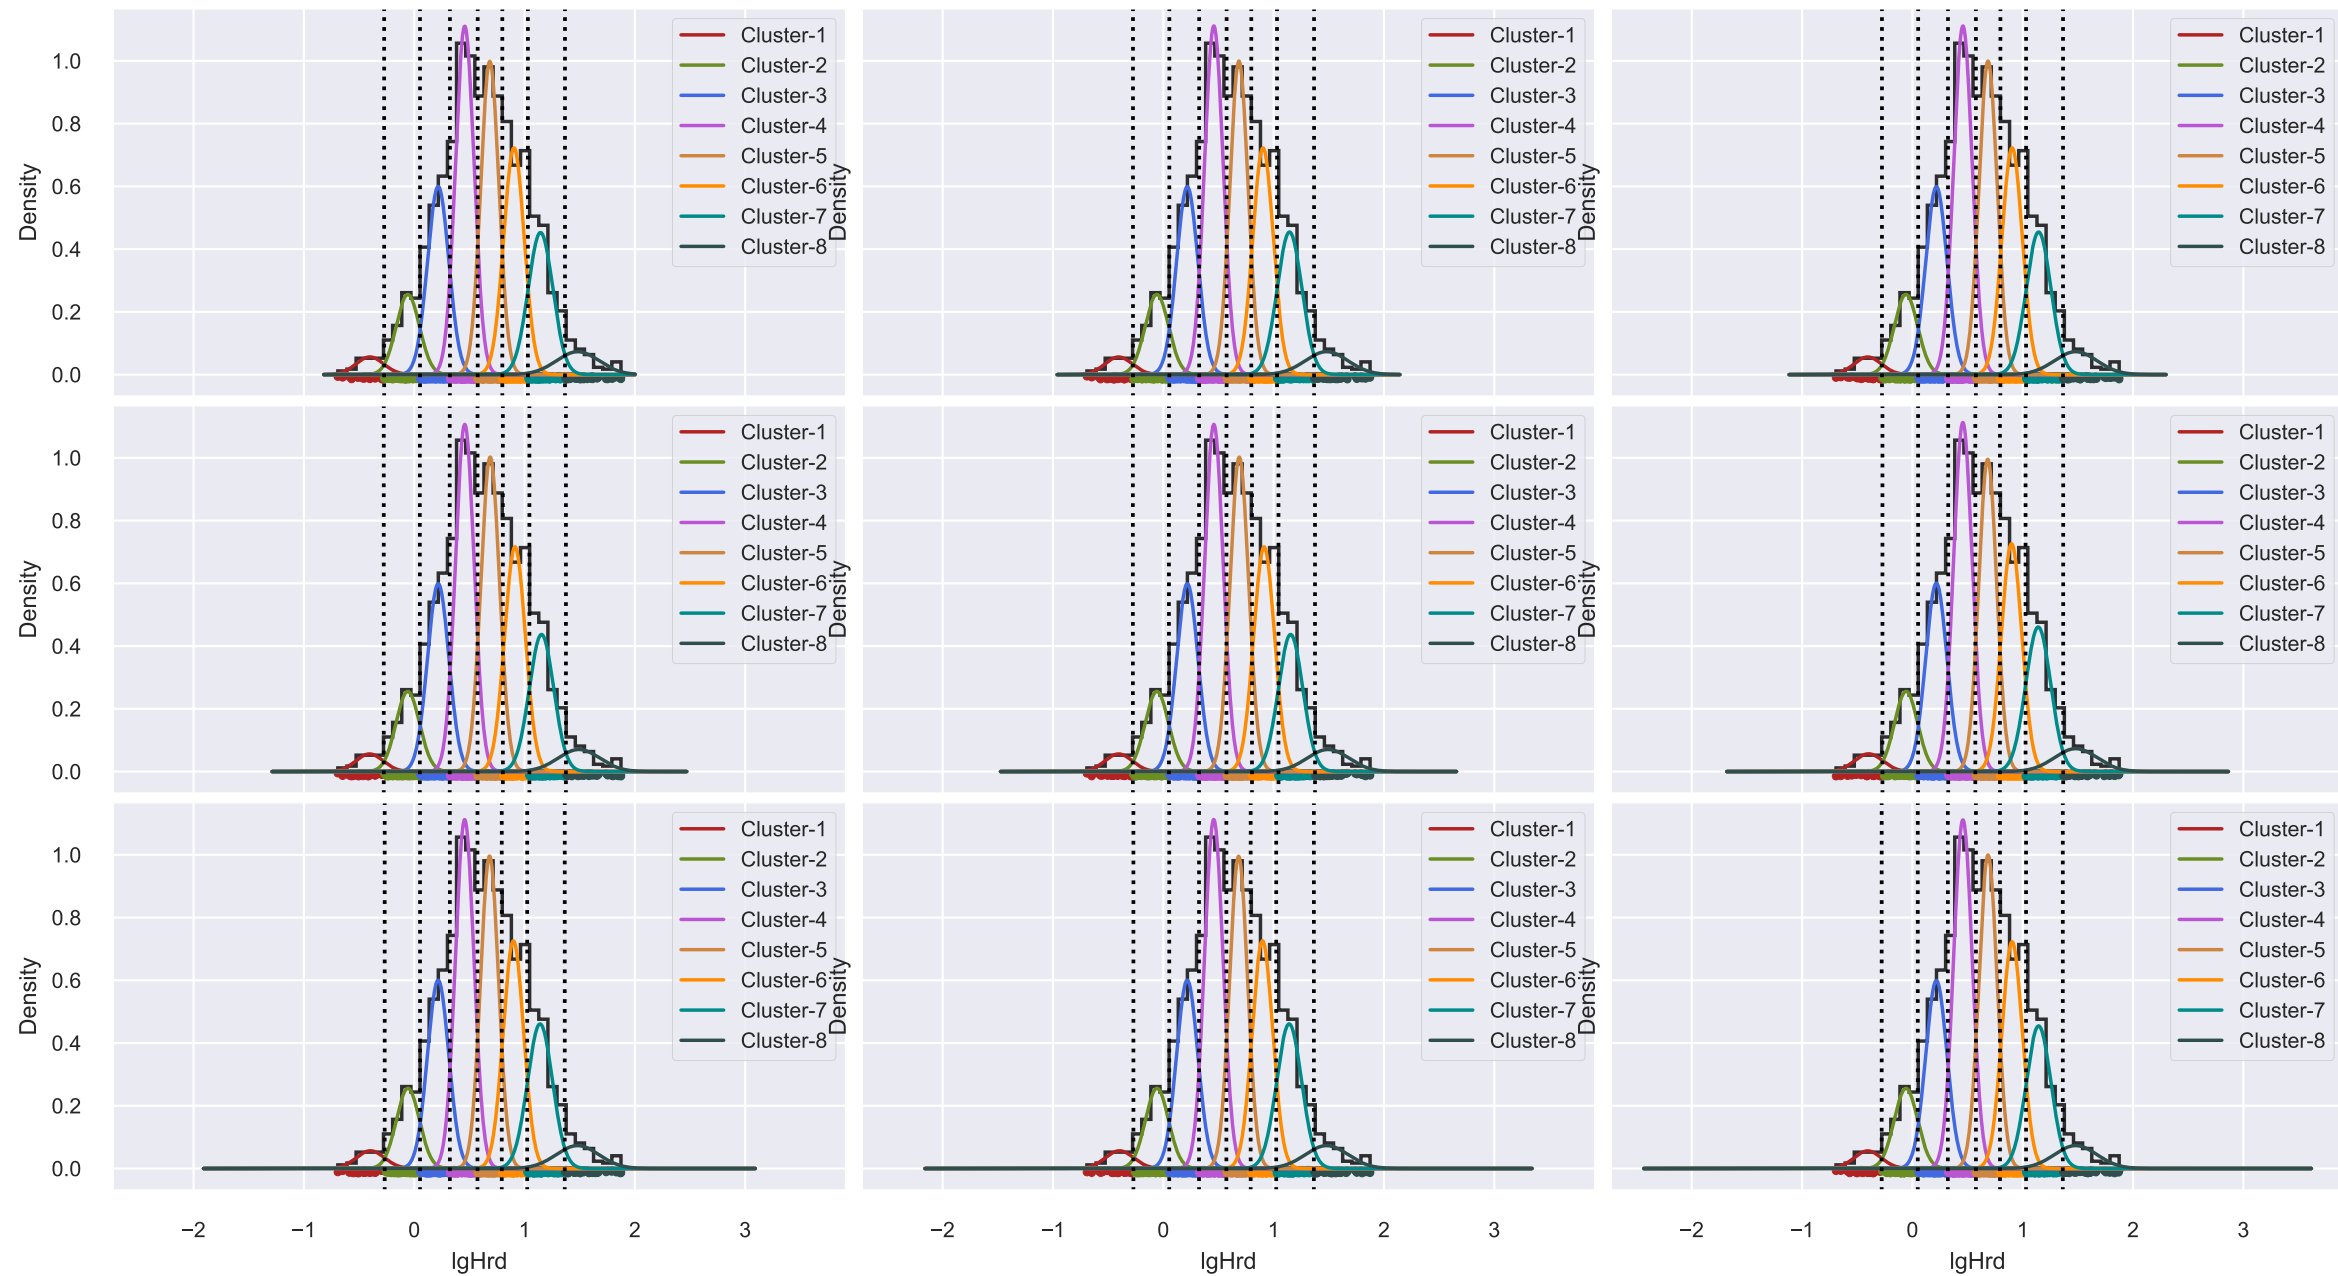 Density
1.0
0.8
0.6
0.4
0.2
0.0
Cluster-1
Cluster-2
Cluster-3
Cluster-4
Cluster-5
Cluster-6
Cluster-7
Cluster-8
Density
Cluster-1
Cluster-2
Cluster-3
Cluster-4
Cluster-5
Cluster-6
Cluster-7
Cluster-8
Density
Cluster-1
Cluster-2
Cluster-3
Cluster-4
Cluster-5
Cluster-6
Cluster-7
Cluster-8
Density
1.0
0.8
0.6
0.4
0.2
0.0
Cluster-1
Cluster-2
Cluster-3
Cluster-4
Cluster-5
Cluster-6
Cluster-7
Cluster-8
Density
Cluster-1
Cluster-2
Cluster-3
Cluster-4
Cluster-5
Cluster-6
Cluster-7
Cluster-8
Density
Cluster-1
Cluster-2
Cluster-3
Cluster-4
Cluster-5
Cluster-6
Cluster-7
Cluster-8
Density
1.0
0.8
0.6
0.4
0.2
0.0
Cluster-1
Cluster-2
Cluster-3
Cluster-4
Cluster-5
Cluster-6
Cluster-7
Cluster-8
Density
Cluster-1
Cluster-2
Cluster-3
Cluster-4
Cluster-5
Cluster-6
Cluster-7
Cluster-8
Density
Cluster-1
Cluster-2
Cluster-3
Cluster-4
Cluster-5
Cluster-6
Cluster-7
Cluster-8
−2 −1 0 1 2 3
lgHrd
−2 −1 0 1 2 3
lgHrd
−2 −1 0 1 2 3
lgHrd